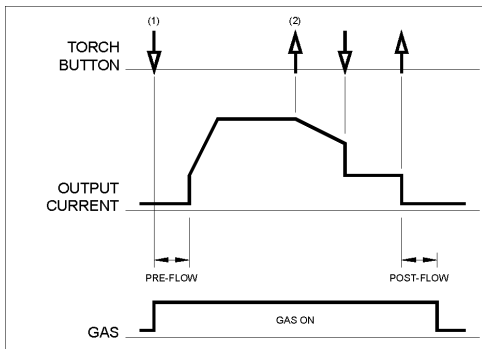 (1)
(2)
TORCH
BUTTON
OUTPUT
CURRENT
PRE-FLOW
POST-FLOW
GAS ON
GAS